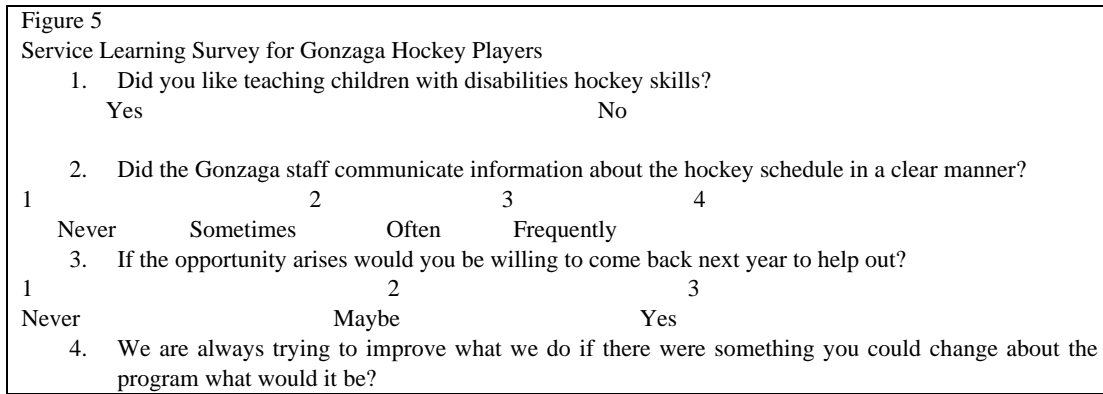 Figure 5
Service Learning Survey for Gonzaga Hockey Players
1. Did you like teaching children with disabilities hockey skills?
Yes No
2. Did the Gonzaga staff communicate information about the hockey schedule in a clear manner?
1 2 3 4
Never Sometimes Often Frequently
3. If the opportunity arises would you be willing to come back next year to help out?
1 2 3
Never Maybe Yes
4. We are always trying to improve what we do if there were something you could change about the
program what would it be?